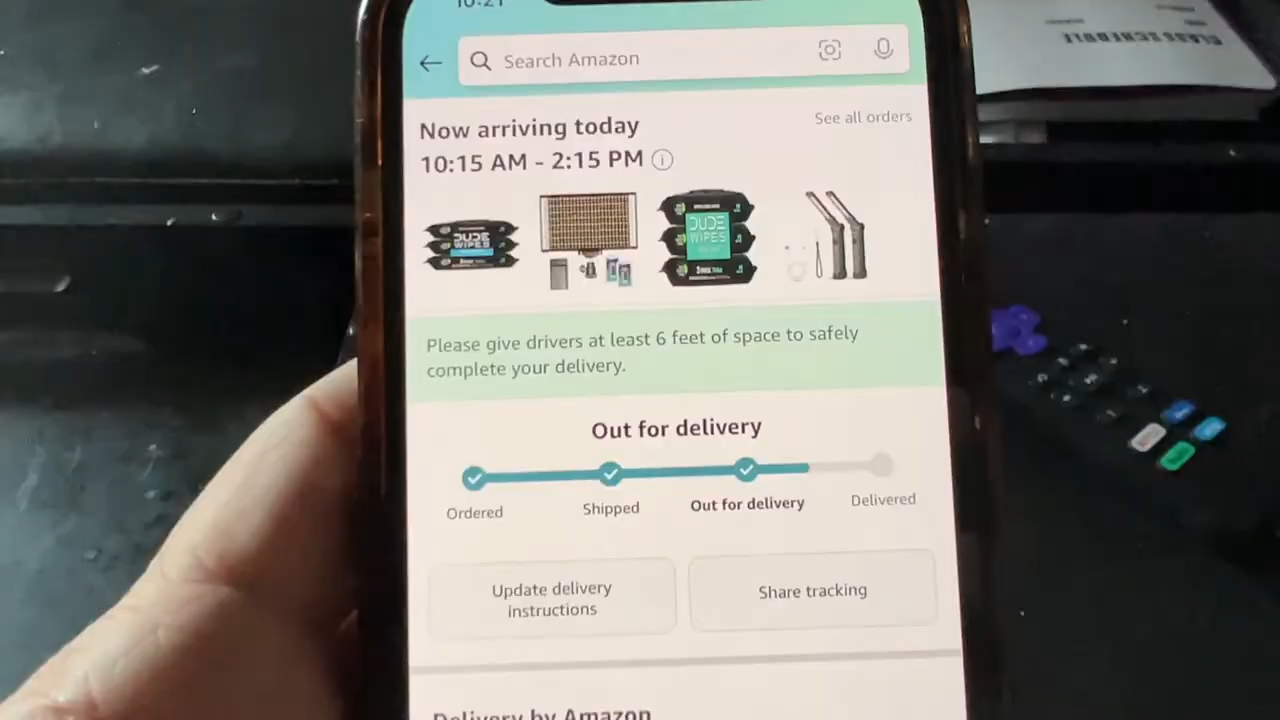 10:21
Search Amazon
Now arriving today
See all orders
10:15 AM - 2:15 PM
DUDE
WIPES
DUDE
WIPES
Please give drivers at least 6 feet of space to safely
complete your delivery.
Out for delivery
Ordered
Shipped
Out for delivery
Delivered
Update delivery
instructions
Share tracking
Delivery by Amazon
CLASS SCHEDULE